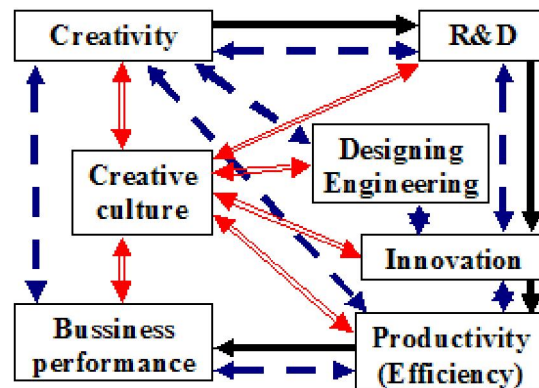 Creativity
R&D
Designing
Engineering
Creative
culture
Innovation
Bussiness
performance
Productivity
(Efficiency)